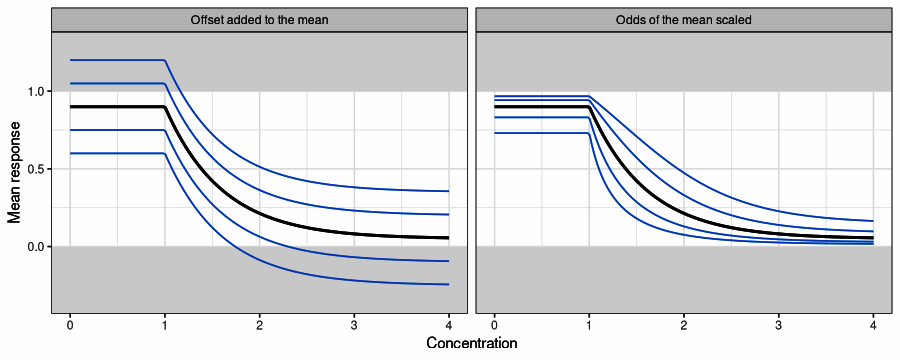 Offset added to the mean
Odds of the mean scaled
Mean response
1.0
0.5
0.0
0 1 2 3 4
0 1 2 3 4
Concentration